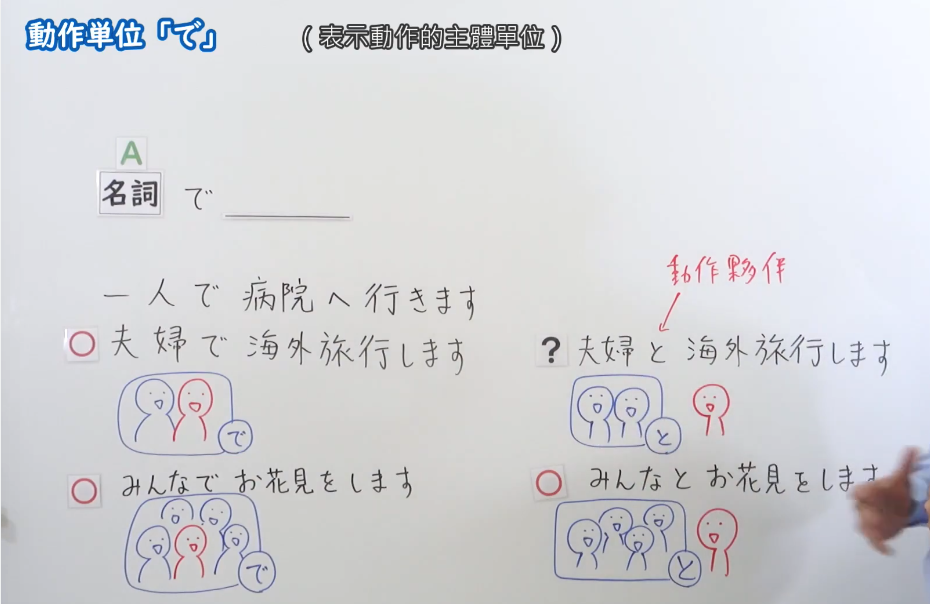 動作単位「で」 （表示動作的主體單位）
A
名詞 で
動作夥伴
一人で病院へ行きます
○ 夫婦で海外旅行します
? 夫婦と海外旅行します
で
と
○ みんなでお花見をします
○ みんなとお花見をします
で
と